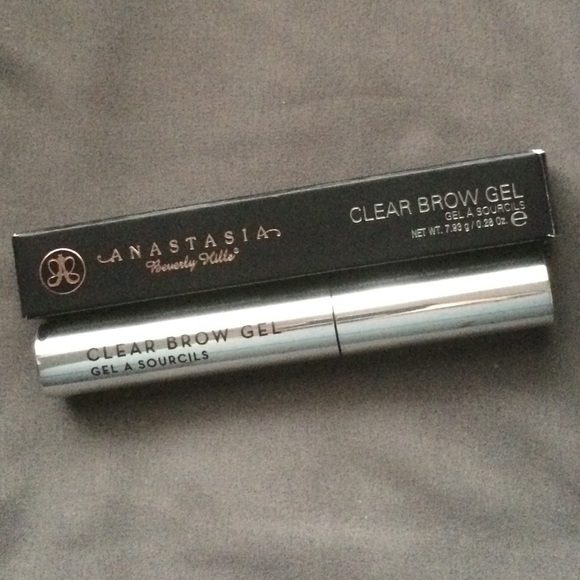 ANASTASIA
Beverly Hills®
CLEAR BROW GEL
GEL A SOURCILS
NET WT. 7.93 g / 0.28 Oz. ℮
CLEAR BROW GEL
GEL A SOURCILS